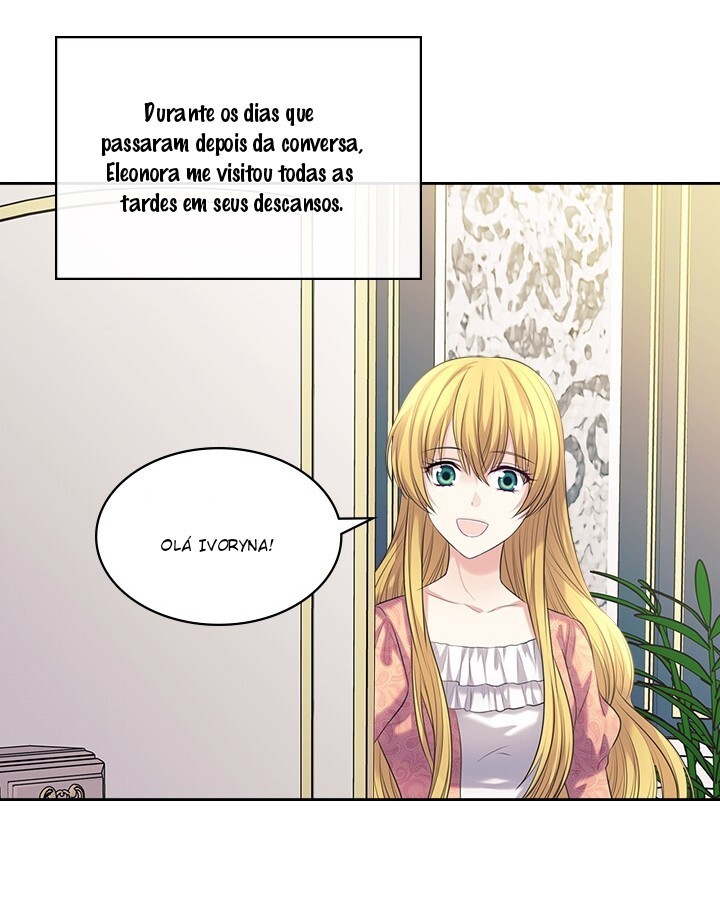 Durante os dias que
passaram depois da conversa,
Eleonora me visitou todas as
tardes em seus descansos.
OLÁ IVORYNA!